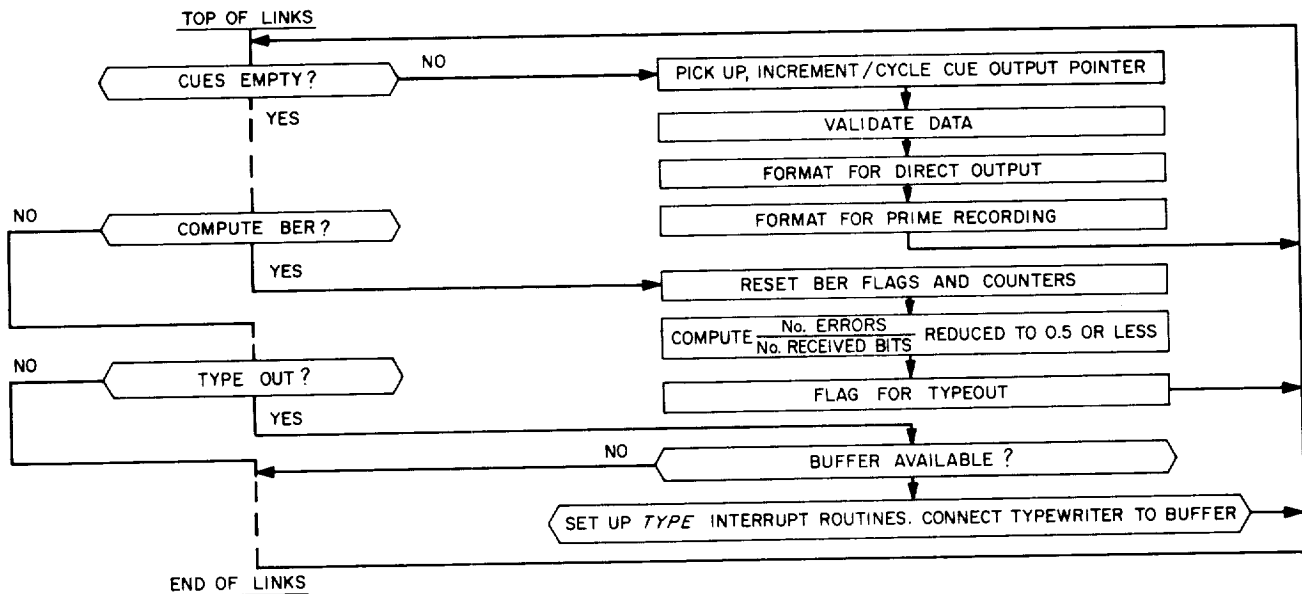 TOP OF LINKS
CUES EMPTY?
NO
PICK UP, INCREMENT/CYCLE CUE OUTPUT POINTER
YES
VALIDATE DATA
FORMAT FOR DIRECT OUTPUT
NO
COMPUTE BER?
FORMAT FOR PRIME RECORDING
YES
RESET BER FLAGS AND COUNTERS
COMPUTE No. ERRORS / No. RECEIVED BITS REDUCED TO 0.5 OR LESS
NO
TYPE OUT?
FLAG FOR TYPEOUT
YES
NO
BUFFER AVAILABLE?
SET UP TYPE INTERRUPT ROUTINES. CONNECT TYPEWRITER TO BUFFER
END OF LINKS